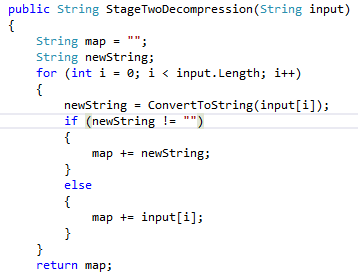 public String StageTwoDecompression(String input)
{
    String map = "";
    String newString;
    for (int i = 0; i < input.Length; i++)
    {
        newString = ConvertToString(input[i]);
        if (newString != "")
        {
            map += newString;
        }
        else
        {
            map += input[i];
        }
    }
    return map;